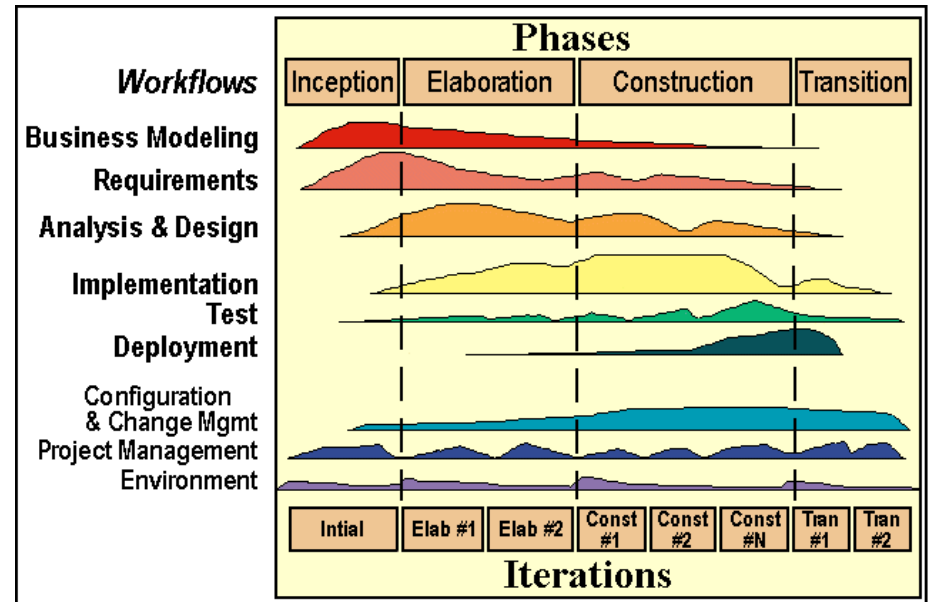 Phases
Workflows
Inception
Elaboration
Construction
Transition
Business Modeling
Requirements
Analysis & Design
Implementation
Test
Deployment
Configuration
& Change Mgmt
Project Management
Environment
Intial
Elab #1
Elab #2
Const
#1
Const
#2
Const
#N
Tran
#1
Tran
#2
Iterations